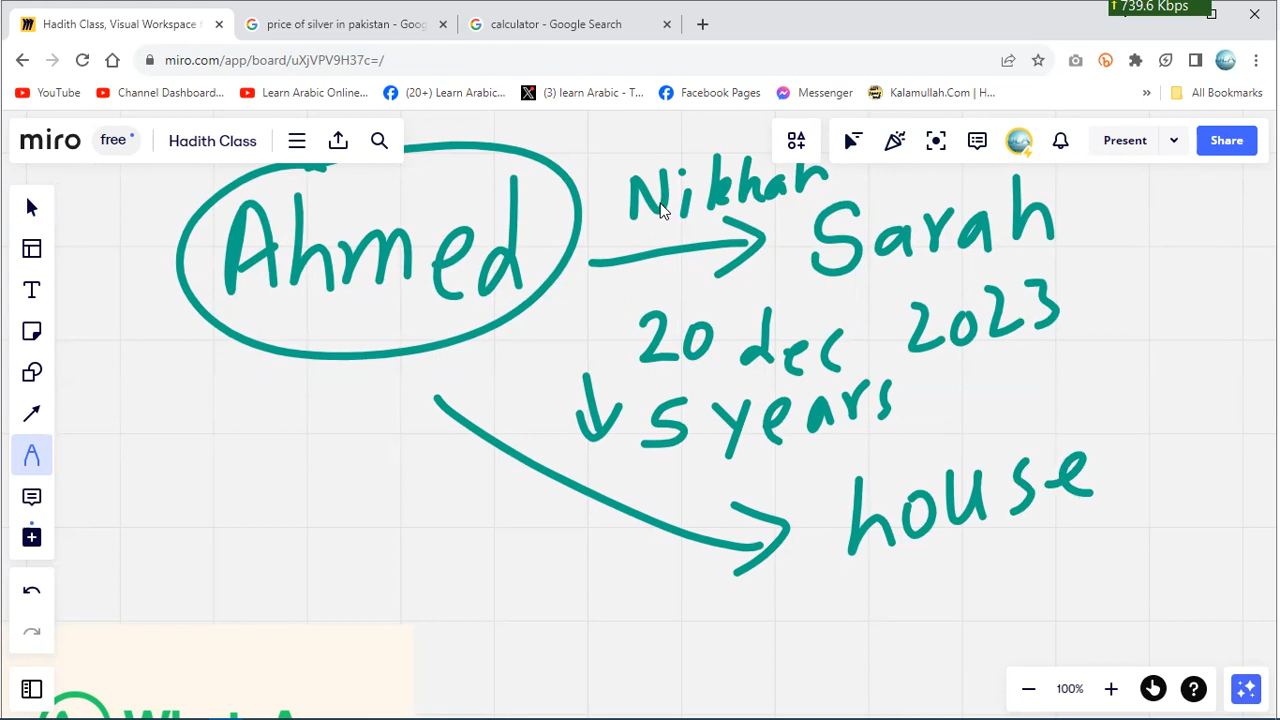 739.6 Kbps
Hadith Class, Visual Workspace
price of silver in pakistan - Goog
calculator - Google Search
miro.com/app/board/uXjVPV9H37c=/
YouTube
Channel Dashboard...
Learn Arabic Online...
(20+) Learn Arabic...
(3) learn Arabic - T...
Facebook Pages
Messenger
Kalamullah.Com | H...
»
All Bookmarks
miro
free
Hadith Class
Present
Share
Nikhah
Ahmed
Sarah
20 dec 2023
5 years
house
100%